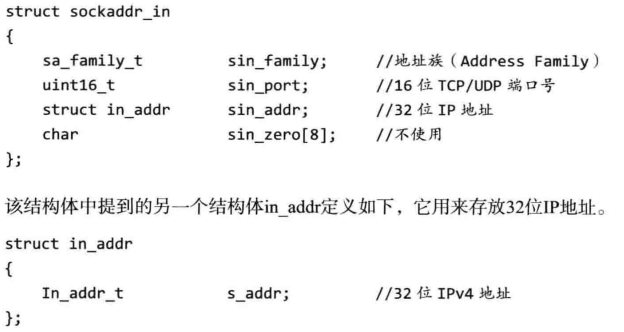 struct sockaddr_in
{
sa_family_t sin_family; //地址族（Address Family）
uint16_t sin_port; //16 位 TCP/UDP 端口号
struct in_addr sin_addr; //32 位 IP 地址
char sin_zero[8]; //不使用
};
该结构体中提到的另一个结构体in_addr定义如下，它用来存放32位IP地址。
struct in_addr
{
In_addr_t s_addr; //32 位 IPv4 地址
};